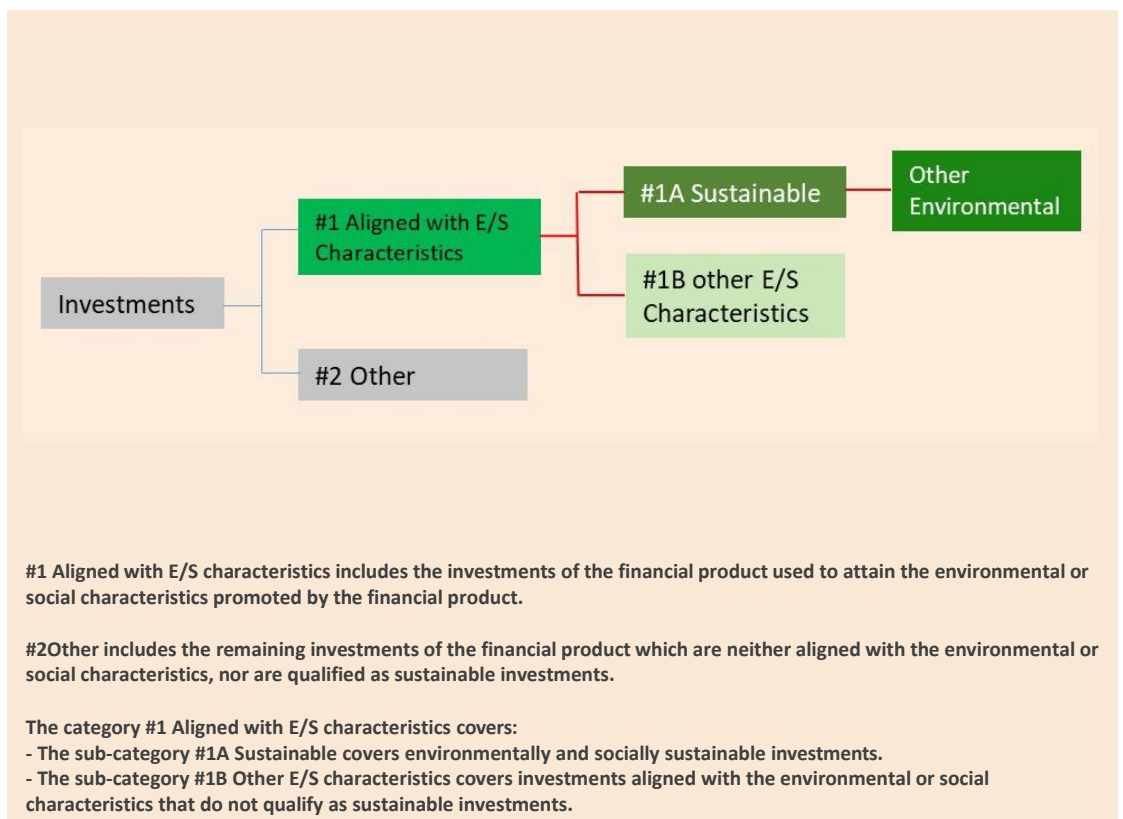 Investments
#1 Aligned with E/S
Characteristics
#2 Other
#1A Sustainable
#1B other E/S
Characteristics
Other
Environmental
#1 Aligned with E/S characteristics includes the investments of the financial product used to attain the environmental or
social characteristics promoted by the financial product.
#2Other includes the remaining investments of the financial product which are neither aligned with the environmental or
social characteristics, nor are qualified as sustainable investments.
The category #1 Aligned with E/S characteristics covers:
- The sub-category #1A Sustainable covers environmentally and socially sustainable investments.
- The sub-category #1B Other E/S characteristics covers investments aligned with the environmental or social
characteristics that do not qualify as sustainable investments.